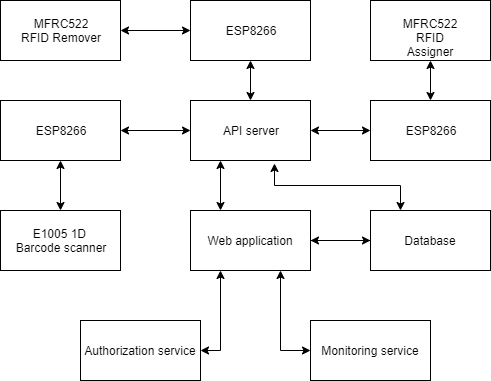 MFRC522
RFID Remover
ESP8266
MFRC522
RFID
Assigner
ESP8266
API server
ESP8266
E1005 1D
Barcode scanner
Web application
Database
Authorization service
Monitoring service